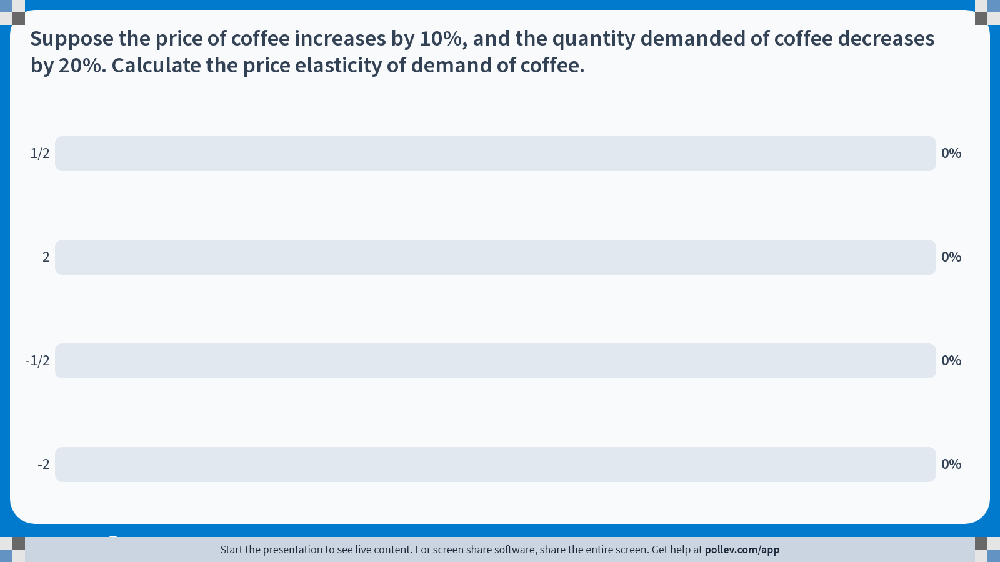 Suppose the price of coffee increases by 10%, and the quantity demanded of coffee decreases
by 20%. Calculate the price elasticity of demand of coffee.
1/2 0%
2 0%
-1/2 0%
-2 0%
Start the presentation to see live content. For screen share software, share the entire screen. Get help at pollev.com/app